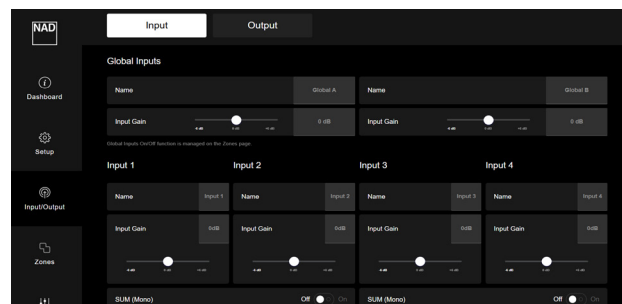 NAD
Input Output
Global Inputs
Name Global A Name Global B
Dashboard
Input Gain 0 dB Input Gain 0 dB
Global Inputs On/Off function is managed on the Zones page
Setup
Input 1 Input 2 Input 3 Input 4
Name Input 1 Name Input 2 Name Input 3 Name Input 4
Input/Output
Input Gain 0dB Input Gain 0dB Input Gain 0dB Input Gain 0dB
Zones
SUM (Mono) Off On SUM (Mono) Off On